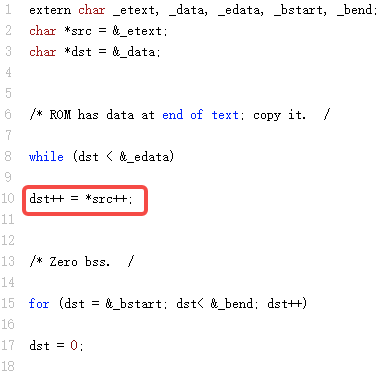 1 extern char _etext, _data, _edata, _bstart, _bend;
2 char *src = &_etext;
3 char *dst = &_data;
4
5
6 /* ROM has data at end of text; copy it.  /
7
8 while (dst < &_edata)
9
10 dst++ = *src++;
11
12
13 /* Zero bss.  /
14
15 for (dst = &_bstart; dst< &_bend; dst++)
16
17 dst = 0;
18